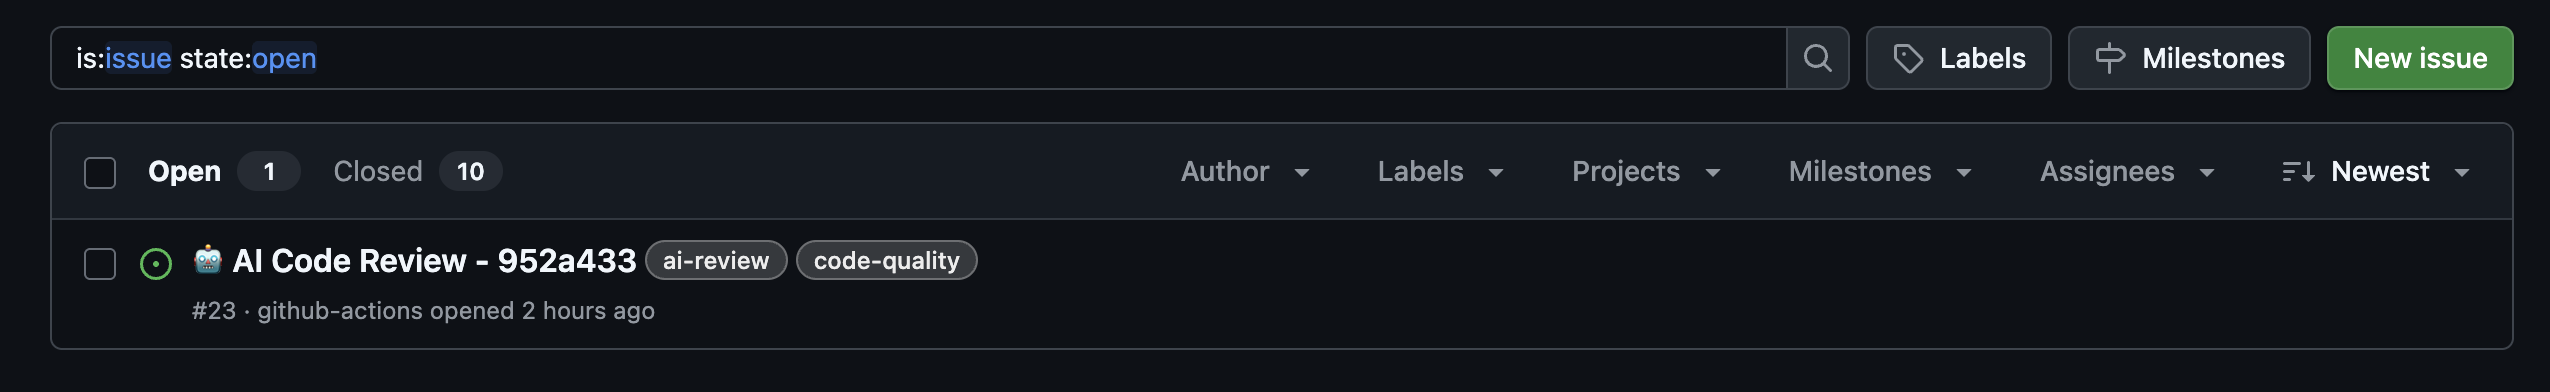 is:issue state:open Labels Milestones New issue
Open 1 Closed 10 Author Labels Projects Milestones Assignees Newest
🤖 AI Code Review - 952a433 ai-review code-quality
#23 · github-actions opened 2 hours ago